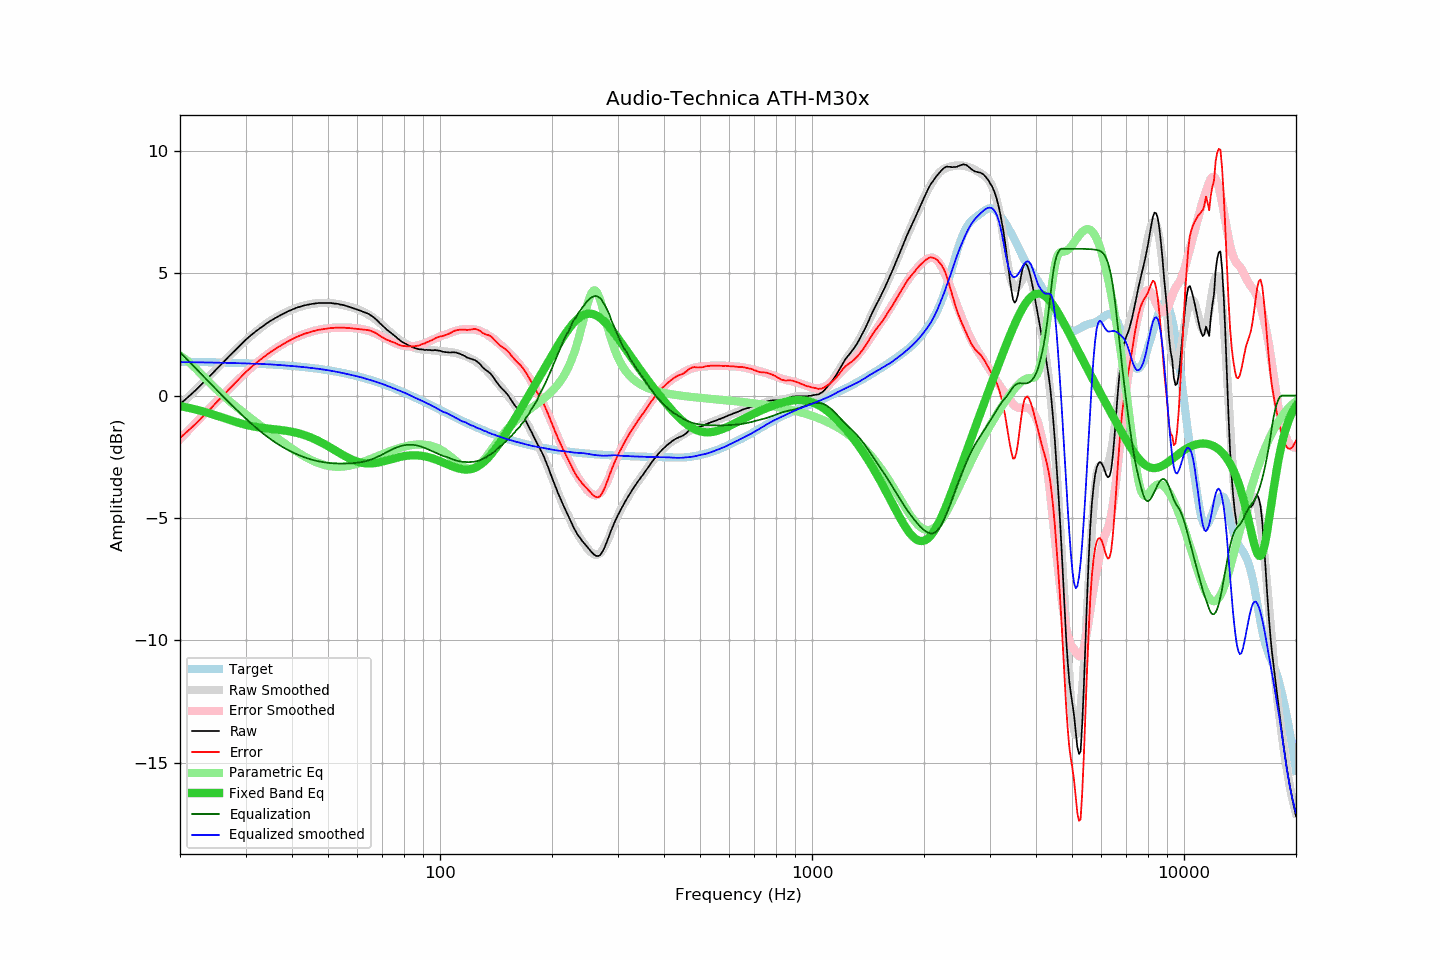 Audio-Technica ATH-M30x
10
5
0
−5
−10
−15
Amplitude (dBr)
Target
Raw Smoothed
Error Smoothed
Raw
Error
Parametric Eq
Fixed Band Eq
Equalization
Equalized smoothed
100
1000
10000
Frequency (Hz)